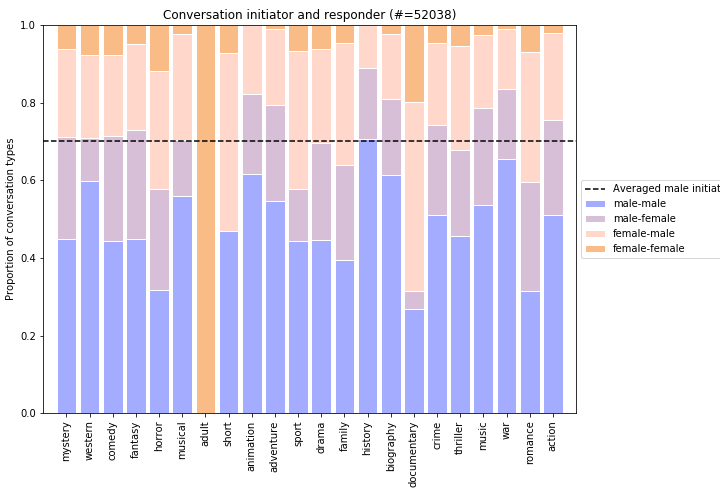 Conversation initiator and responder (#=52038)
Proportion of conversation types
1.0
0.8
0.6
0.4
0.2
0.0
mystery
western
comedy
fantasy
horror
musical
adult
short
animation
adventure
sport
drama
family
history
biography
documentary
crime
thriller
music
war
romance
action
Averaged male initiat
male-male
male-female
female-male
female-female